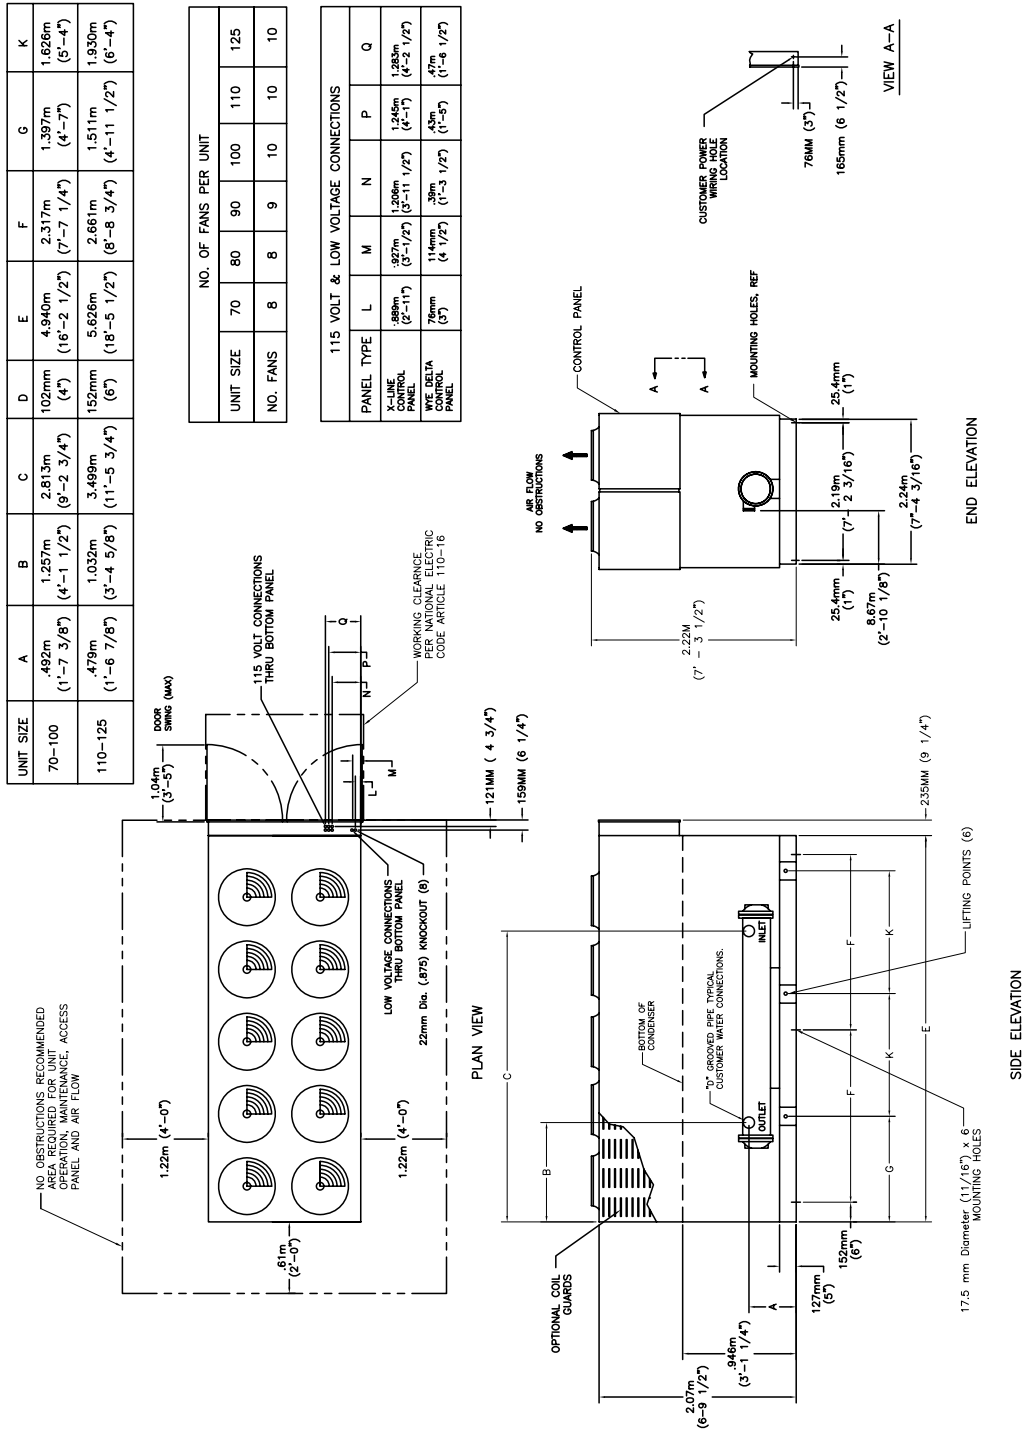 UNIT SIZE A B C D E F G K
70-100 .492m (1'-7 3/8") 1.257m (4'-1 1/2") 2.813m (9'-2 3/4") 102mm (4") 4.940m (16'-2 1/2") 2.317m (7'-7 1/4") 1.397m (4'-7") 1.626m (5'-4")
110-125 .479m (1'-6 7/8") 1.032m (3'-4 5/8") 3.499m (11'-5 3/4") 152mm (6") 5.626m (18'-5 1/2") 2.661m (8'-8 3/4") 1.511m (4'-11 1/2") 1.930m (6'-4")
NO. OF FANS PER UNIT
UNIT SIZE 70 80 90 100 110 125
NO. FANS 8 8 9 10 10 10
115 VOLT & LOW VOLTAGE CONNECTIONS
PANEL TYPE L M N P Q
X-LINE CONTROL PANEL .889m (2'-11") .927m (3'-1/2") 1.206m (3'-11 1/2") 1.245m (4'-1") 1.283m (4'-2 1/2")
WYE DELTA CONTROL PANEL 76mm (3") 114mm (4 1/2") .39m (1'-3 1/2") .43m (1'-5") .47m (1'-6 1/2")
NO OBSTRUCTIONS RECOMMENDED
AREA REQUIRED FOR UNIT
OPERATION, MAINTENANCE, ACCESS
PANEL AND AIR FLOW
1.22m (4'-0")
1.22m (4'-0")
.61m
(2'-0")
1.04m
(3'-5")
DOOR
SWING (MAX)
115 VOLT CONNECTIONS
THRU BOTTOM PANEL
WORKING CLEARNCE
PER NATIONAL ELECTRIC
CODE ARTICLE 110-16
Q
P
N
M
L
LOW VOLTAGE CONNECTIONS
THRU BOTTOM PANEL
22mm Dia. (.875) KNOCKOUT (8)
121MM ( 4 3/4")
159MM (6 1/4")
PLAN VIEW
OPTIONAL COIL
GUARDS
C
B
BOTTOM OF
CONDENSER
"D" GROOVED PIPE TYPICAL
CUSTOMER WATER CONNECTIONS.
OUTLET
INLET
2.07m
(6-9 1/2")
.946m
(3'-1 1/4")
A
127mm
(5")
152mm
(6")
G
K
K
F
F
E
235MM (9 1/4")
LIFTING POINTS (6)
17.5 mm Diameter (11/16") x 6
MOUNTING HOLES
SIDE ELEVATION
AIR FLOW
NO OBSTRUCTIONS
CONTROL PANEL
A
A
MOUNTING HOLES, REF
2.22M
(7' - 3 1/2")
25.4mm
(1")
25.4mm
(1")
8.67m
(2'-10 1/8")
2.19m
(7'- 2 3/16")
2.24m
(7"-4 3/16")
END ELEVATION
CUSTOMER POWER
WIRING HOLE
LOCATION
76MM (3")
165mm (6 1/2")
VIEW A-A